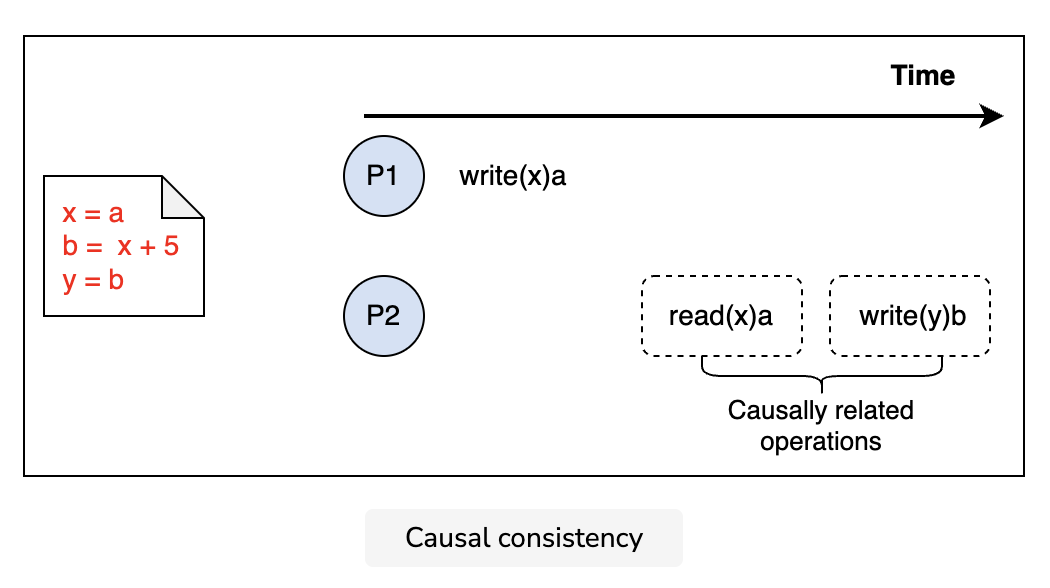 Time
P1
write(x)a
x = a
b = x + 5
y = b
P2
read(x)a
write(y)b
Causally related
operations
Causal consistency